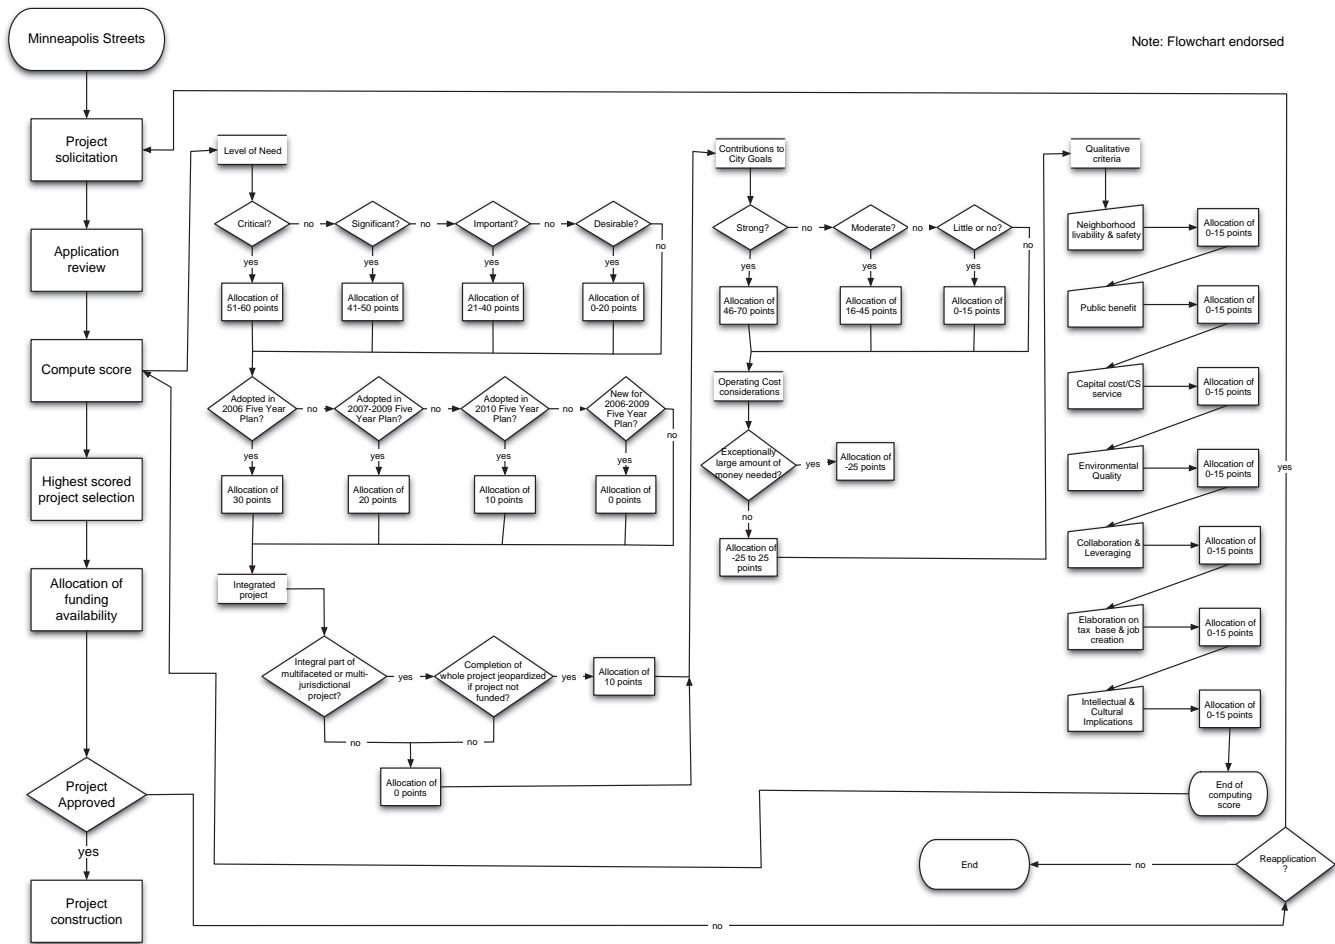 Minneapolis Streets
Note: Flowchart endorsed
Project
solicitation
Application
review
Compute score
Highest scored
project selection
Allocation of
funding
availability
Project
Approved
yes
Project
construction
no
Level of Need
Critical?
no
Significant?
no
Important?
no
Desirable?
no
yes
yes
yes
yes
Allocation of
51-60 points
Allocation of
41-50 points
Allocation of
21-40 points
Allocation of
0-20 points
Adopted in
2006 Five Year
Plan?
no
Adopted in
2007-2009 Five
Year Plan?
no
Adopted in
2010 Five Year
Plan?
no
New for
2006-2009
Five Year
Plan?
no
yes
yes
yes
yes
Allocation of
30 points
Allocation of
20 points
Allocation of
10 points
Allocation of
0 points
Integrated
project
Integral part of
multifaceted or multi-
jurisdictional
project?
yes
Completion of
whole project jeopardized
if project not
funded?
yes
Allocation of
10 points
no
no
Allocation of
0 points
Contributions to
City Goals
Strong?
no
Moderate?
no
Little or no?
no
yes
yes
yes
Allocation of
46-70 points
Allocation of
16-45 points
Allocation of
0-15 points
Operating Cost
considerations
Exceptionally
large amount of
money needed?
yes
Allocation of
-25 points
no
Allocation of
-25 to 25
points
Qualitative
criteria
Neighborhood
livability & safety
Allocation of
0-15 points
Public benefit
Allocation of
0-15 points
Capital cost/CS
service
Allocation of
0-15 points
Environmental
Quality
Allocation of
0-15 points
Collaboration &
Leveraging
Allocation of
0-15 points
Elaboration on
tax base & job
creation
Allocation of
0-15 points
Intellectual &
Cultural
Implications
Allocation of
0-15 points
End of
computing
score
yes
Reapplication
?
no
End